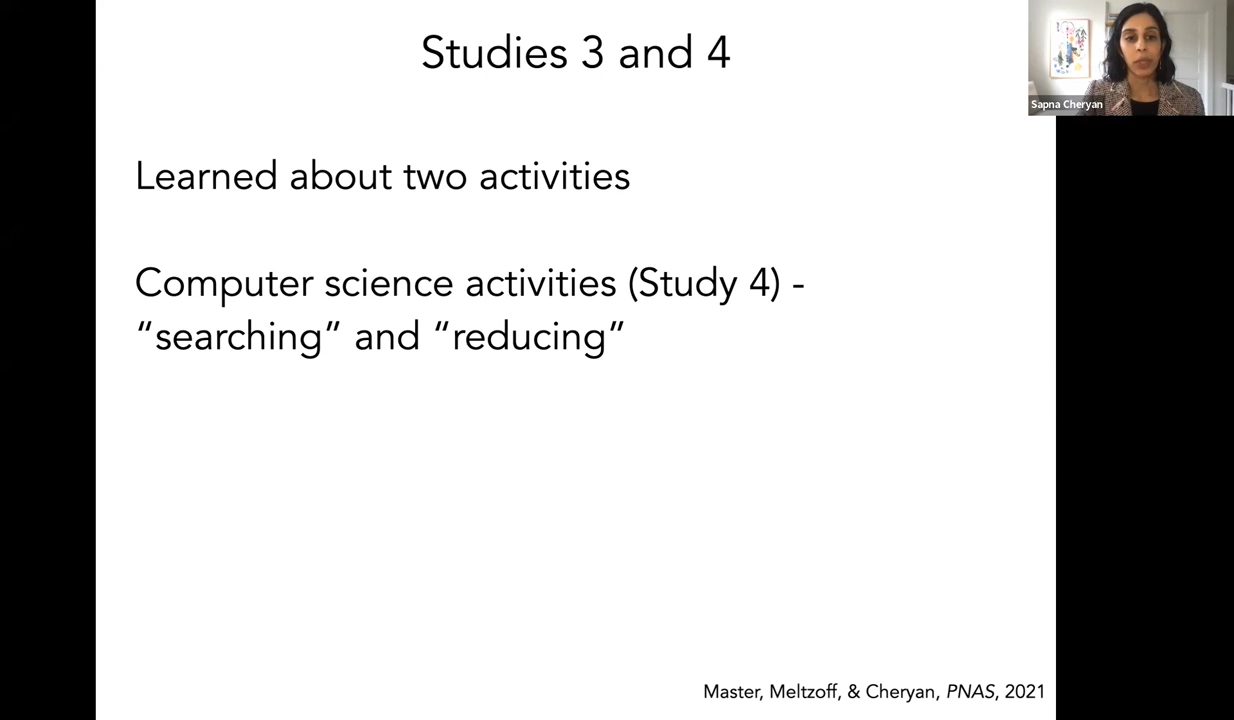 Studies 3 and 4
Sapna Cheryan
Learned about two activities
Computer science activities (Study 4) -
“searching” and “reducing”
Master, Meltzoff, & Cheryan, PNAS, 2021